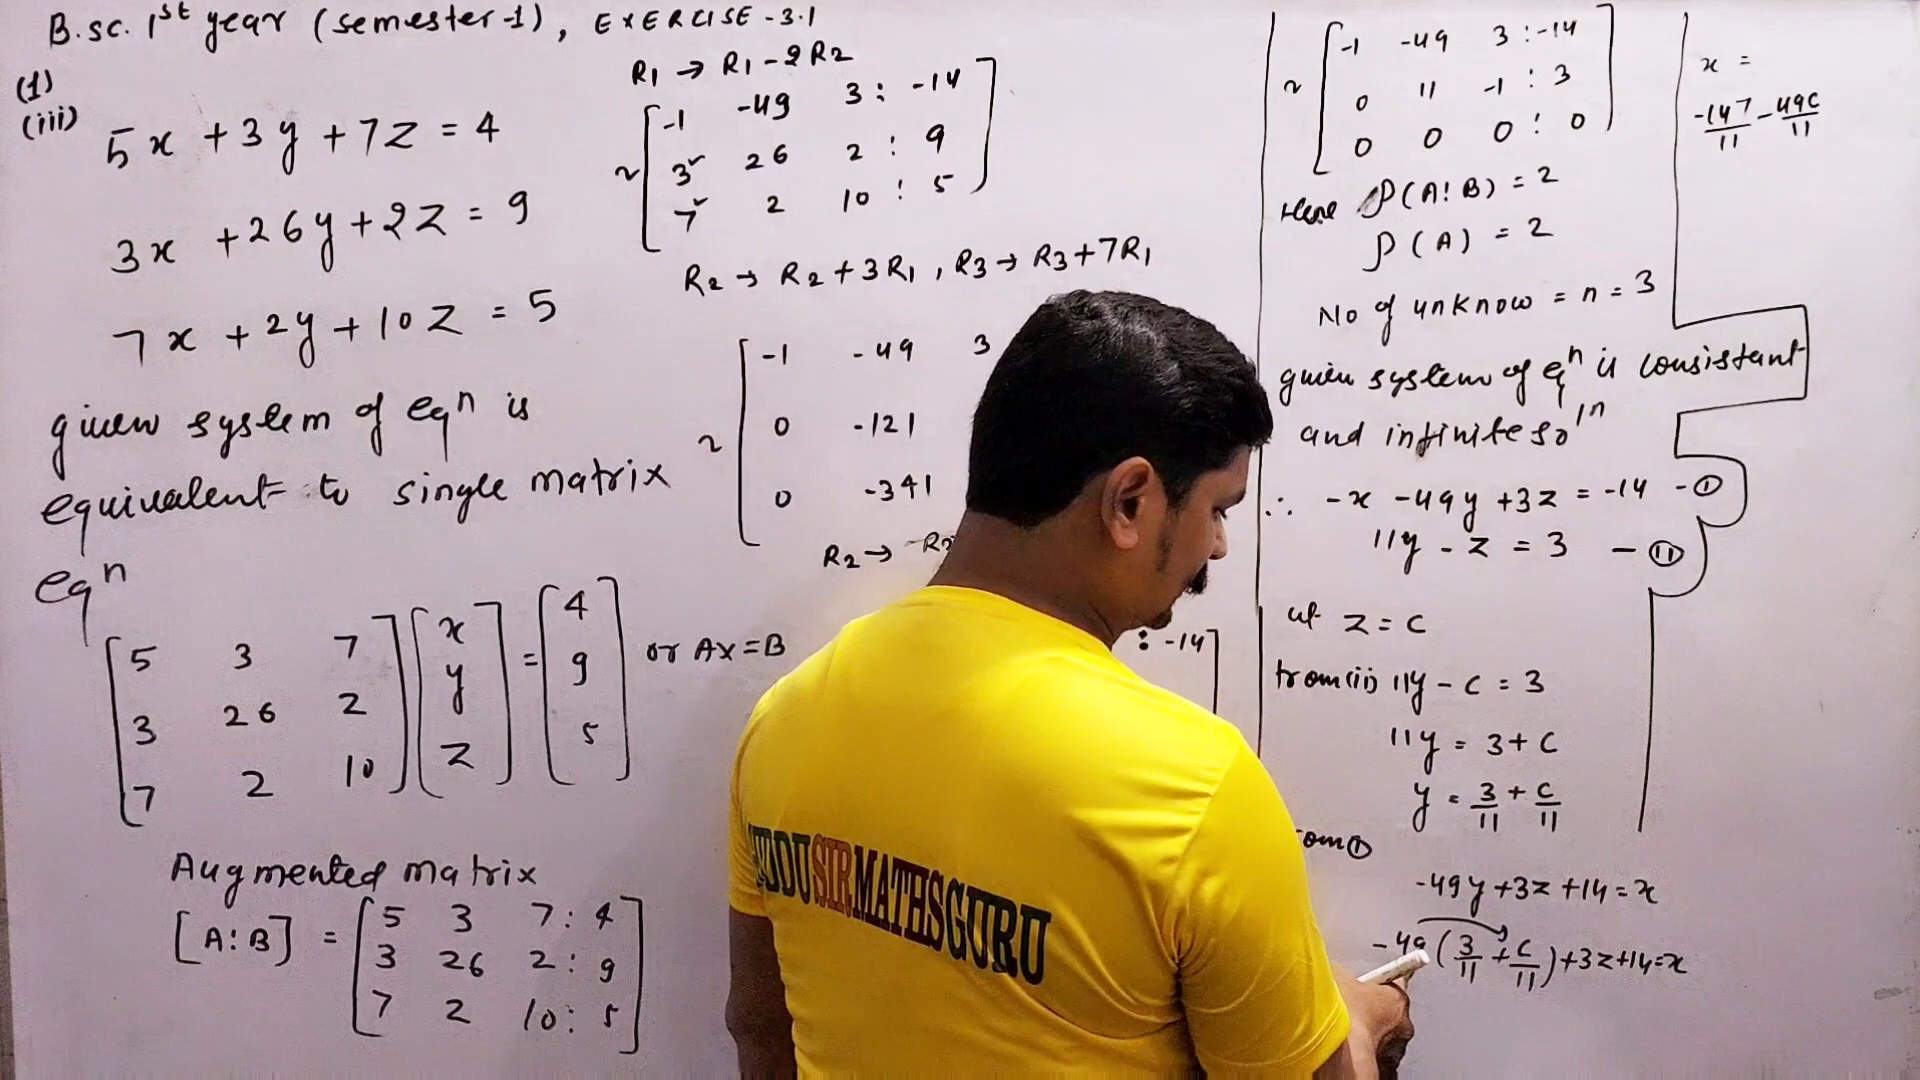 B.sc. 1st year (semester-1), EXERCISE-3.1
(1)
(iii)
5x + 3y + 7z = 4
3x + 26y + 2z = 9
7x + 2y + 10z = 5
given system of eqn is
equivalent to single matrix
eqn
[5 3 7] [x] = [4] or AX = B
[3 26 2] [y] [9]
[7 2 10] [z] [5]
Augmented matrix
[A:B] = [5 3 7 : 4]
[3 26 2 : 9]
[7 2 10 : 5]
R1 → R1 - 2R2
~ [-1 -49 3 : -14]
[3 26 2 : 9]
[7 2 10 : 5]
R2 → R2 + 3R1, R3 → R3 + 7R1
~ [-1 -49 3
0 -121
0 -341
R2 →
: -14]
GUDDUSIRMATHSGURU
~ [-1 -49 3 : -14]
[0 11 -1 : 3]
[0 0 0 : 0]
Here ρ(A:B) = 2
ρ(A) = 2
No of unknow = n = 3
given system of eqn is consistant
and infinite soln
∴ -x - 49y + 3z = -14 - ①
11y - z = 3 - ⑪
z = c
from(ii) 11y - c = 3
11y = 3 + c
y = 3/11 + c/11
om①
-49y + 3z + 14 = x
-49(3/11 + c/11) + 3z + 14 = x
x =
-147/11 - 49c/11